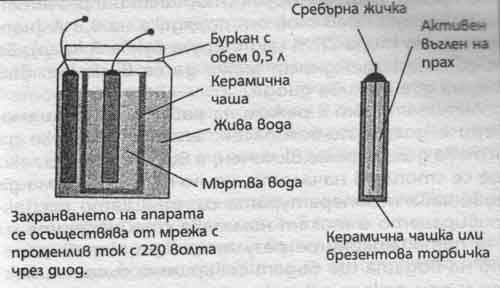 Буркан с
обем 0,5 л
Керамична
чаша
Жива вода
Мъртва вода
Захранването на апарата
се осъществява от мрежа с
променлив ток с 220 волта
чрез диод.
Сребърна жичка
Активен
въглен на
прах
Керамична чашка или
брезентова торбичка